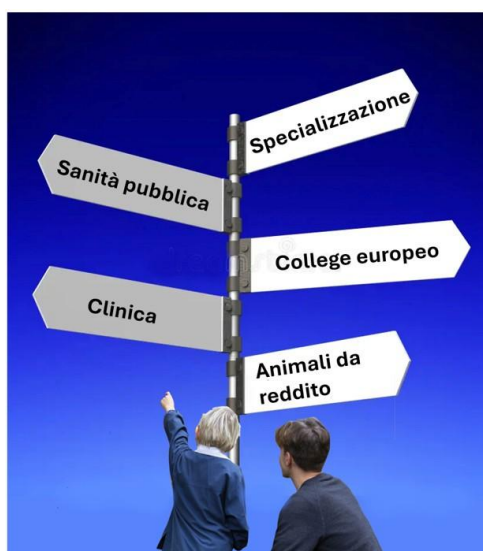 Specializzazione
Sanità pubblica
College europeo
Clinica
Animali da
reddito